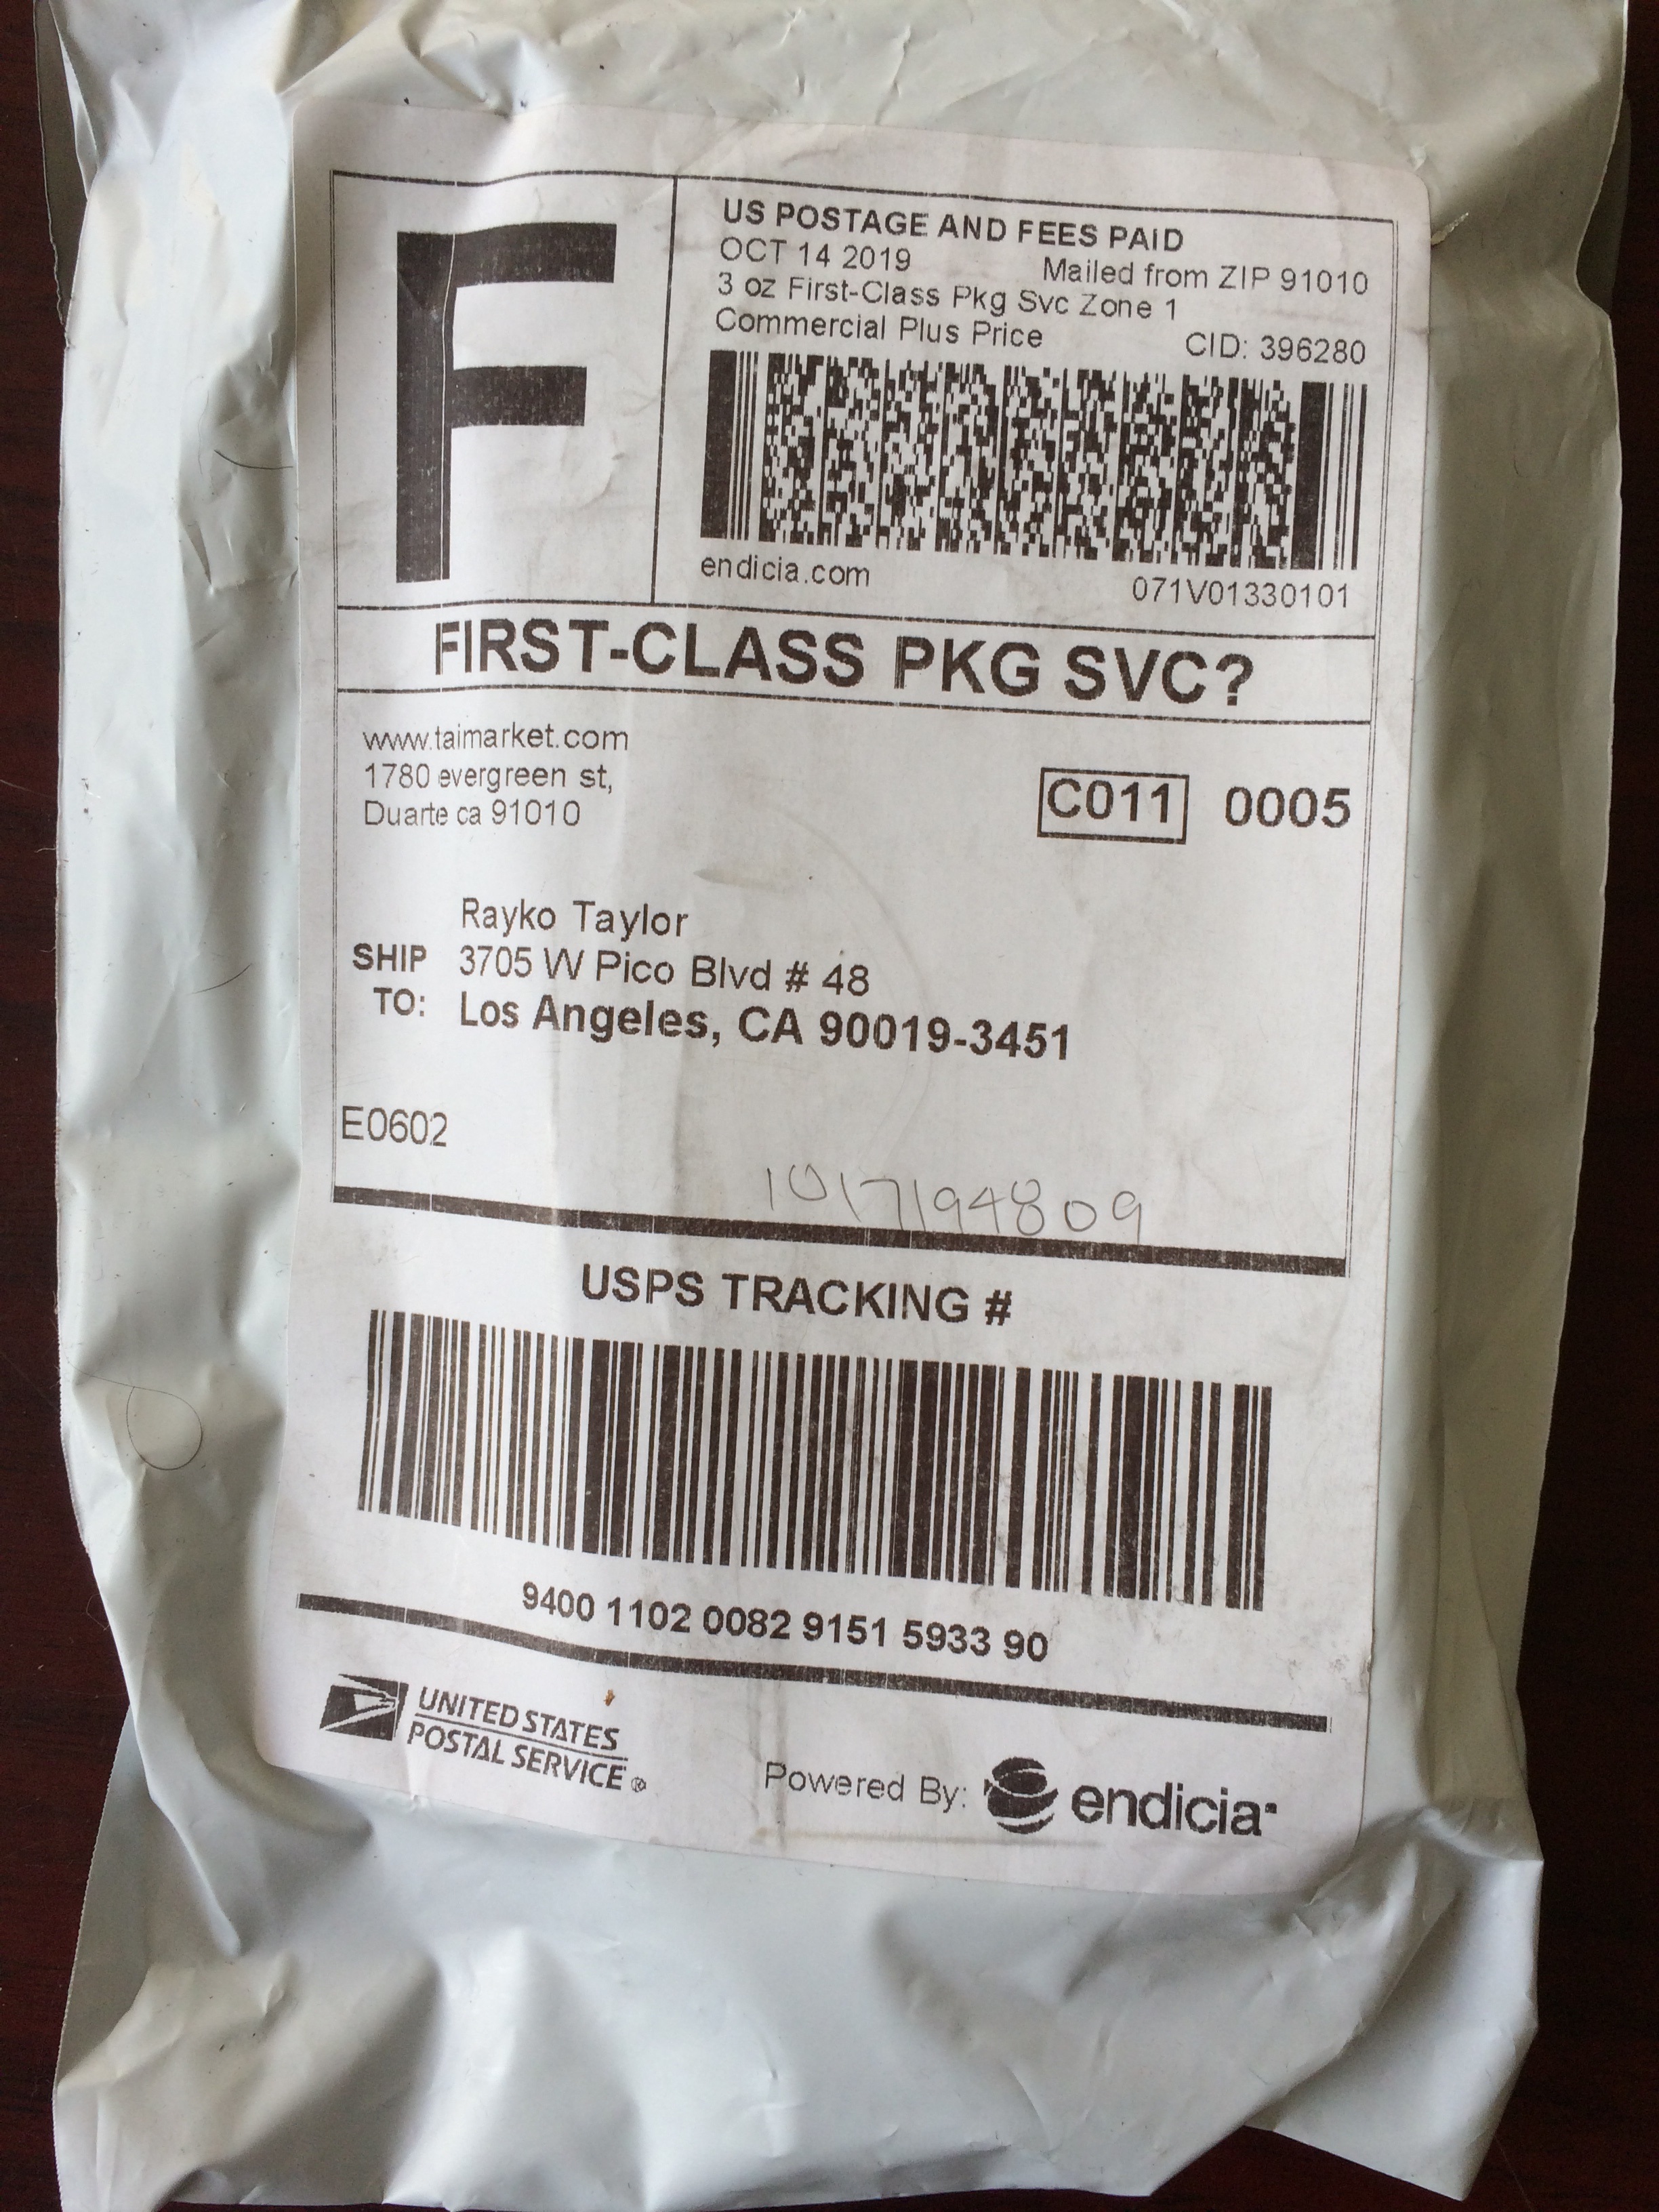 F
US POSTAGE AND FEES PAID
OCT 14 2019 Mailed from ZIP 91010
3 oz First-Class Pkg Svc Zone 1
Commercial Plus Price CID: 396280
endicia.com 071V01330101
FIRST-CLASS PKG SVC?
www.taimarket.com
1780 evergreen st,
Duarte ca 91010
C011 0005
Rayko Taylor
SHIP 3705 W Pico Blvd # 48
TO: Los Angeles, CA 90019-3451
E0602
1017194809
USPS TRACKING #
9400 1102 0082 9151 5933 90
UNITED STATES
POSTAL SERVICE®
Powered By: endicia